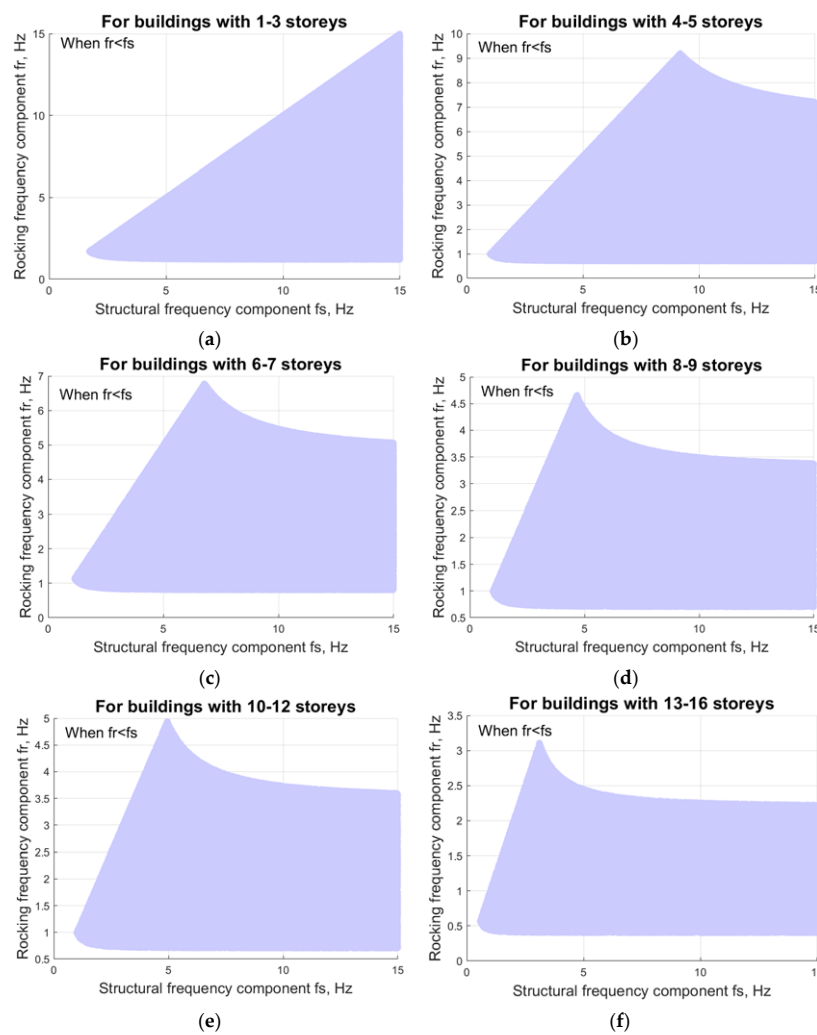 For buildings with 1-3 storeys
15
When fr<fs
10
5
0
0
5
10
15
Rocking frequency component fr, Hz
Structural frequency component fs, Hz
(a)
For buildings with 4-5 storeys
10
When fr<fs
9
8
7
6
5
4
3
2
1
0
0
5
10
15
Rocking frequency component fr, Hz
Structural frequency component fs, Hz
(b)
For buildings with 6-7 storeys
7
When fr<fs
6
5
4
3
2
1
0
0
5
10
15
Rocking frequency component fr, Hz
Structural frequency component fs, Hz
(c)
For buildings with 8-9 storeys
5
When fr<fs
4.5
4
3.5
3
2.5
2
1.5
1
0.5
0
5
10
15
Rocking frequency component fr, Hz
Structural frequency component fs, Hz
(d)
For buildings with 10-12 storeys
5
When fr<fs
4.5
4
3.5
3
2.5
2
1.5
1
0.5
0
5
10
15
Rocking frequency component fr, Hz
Structural frequency component fs, Hz
(e)
For buildings with 13-16 storeys
3.5
When fr<fs
3
2.5
2
1.5
1
0.5
0
0
5
10
15
Rocking frequency component fr, Hz
Structural frequency component fs, Hz
(f)